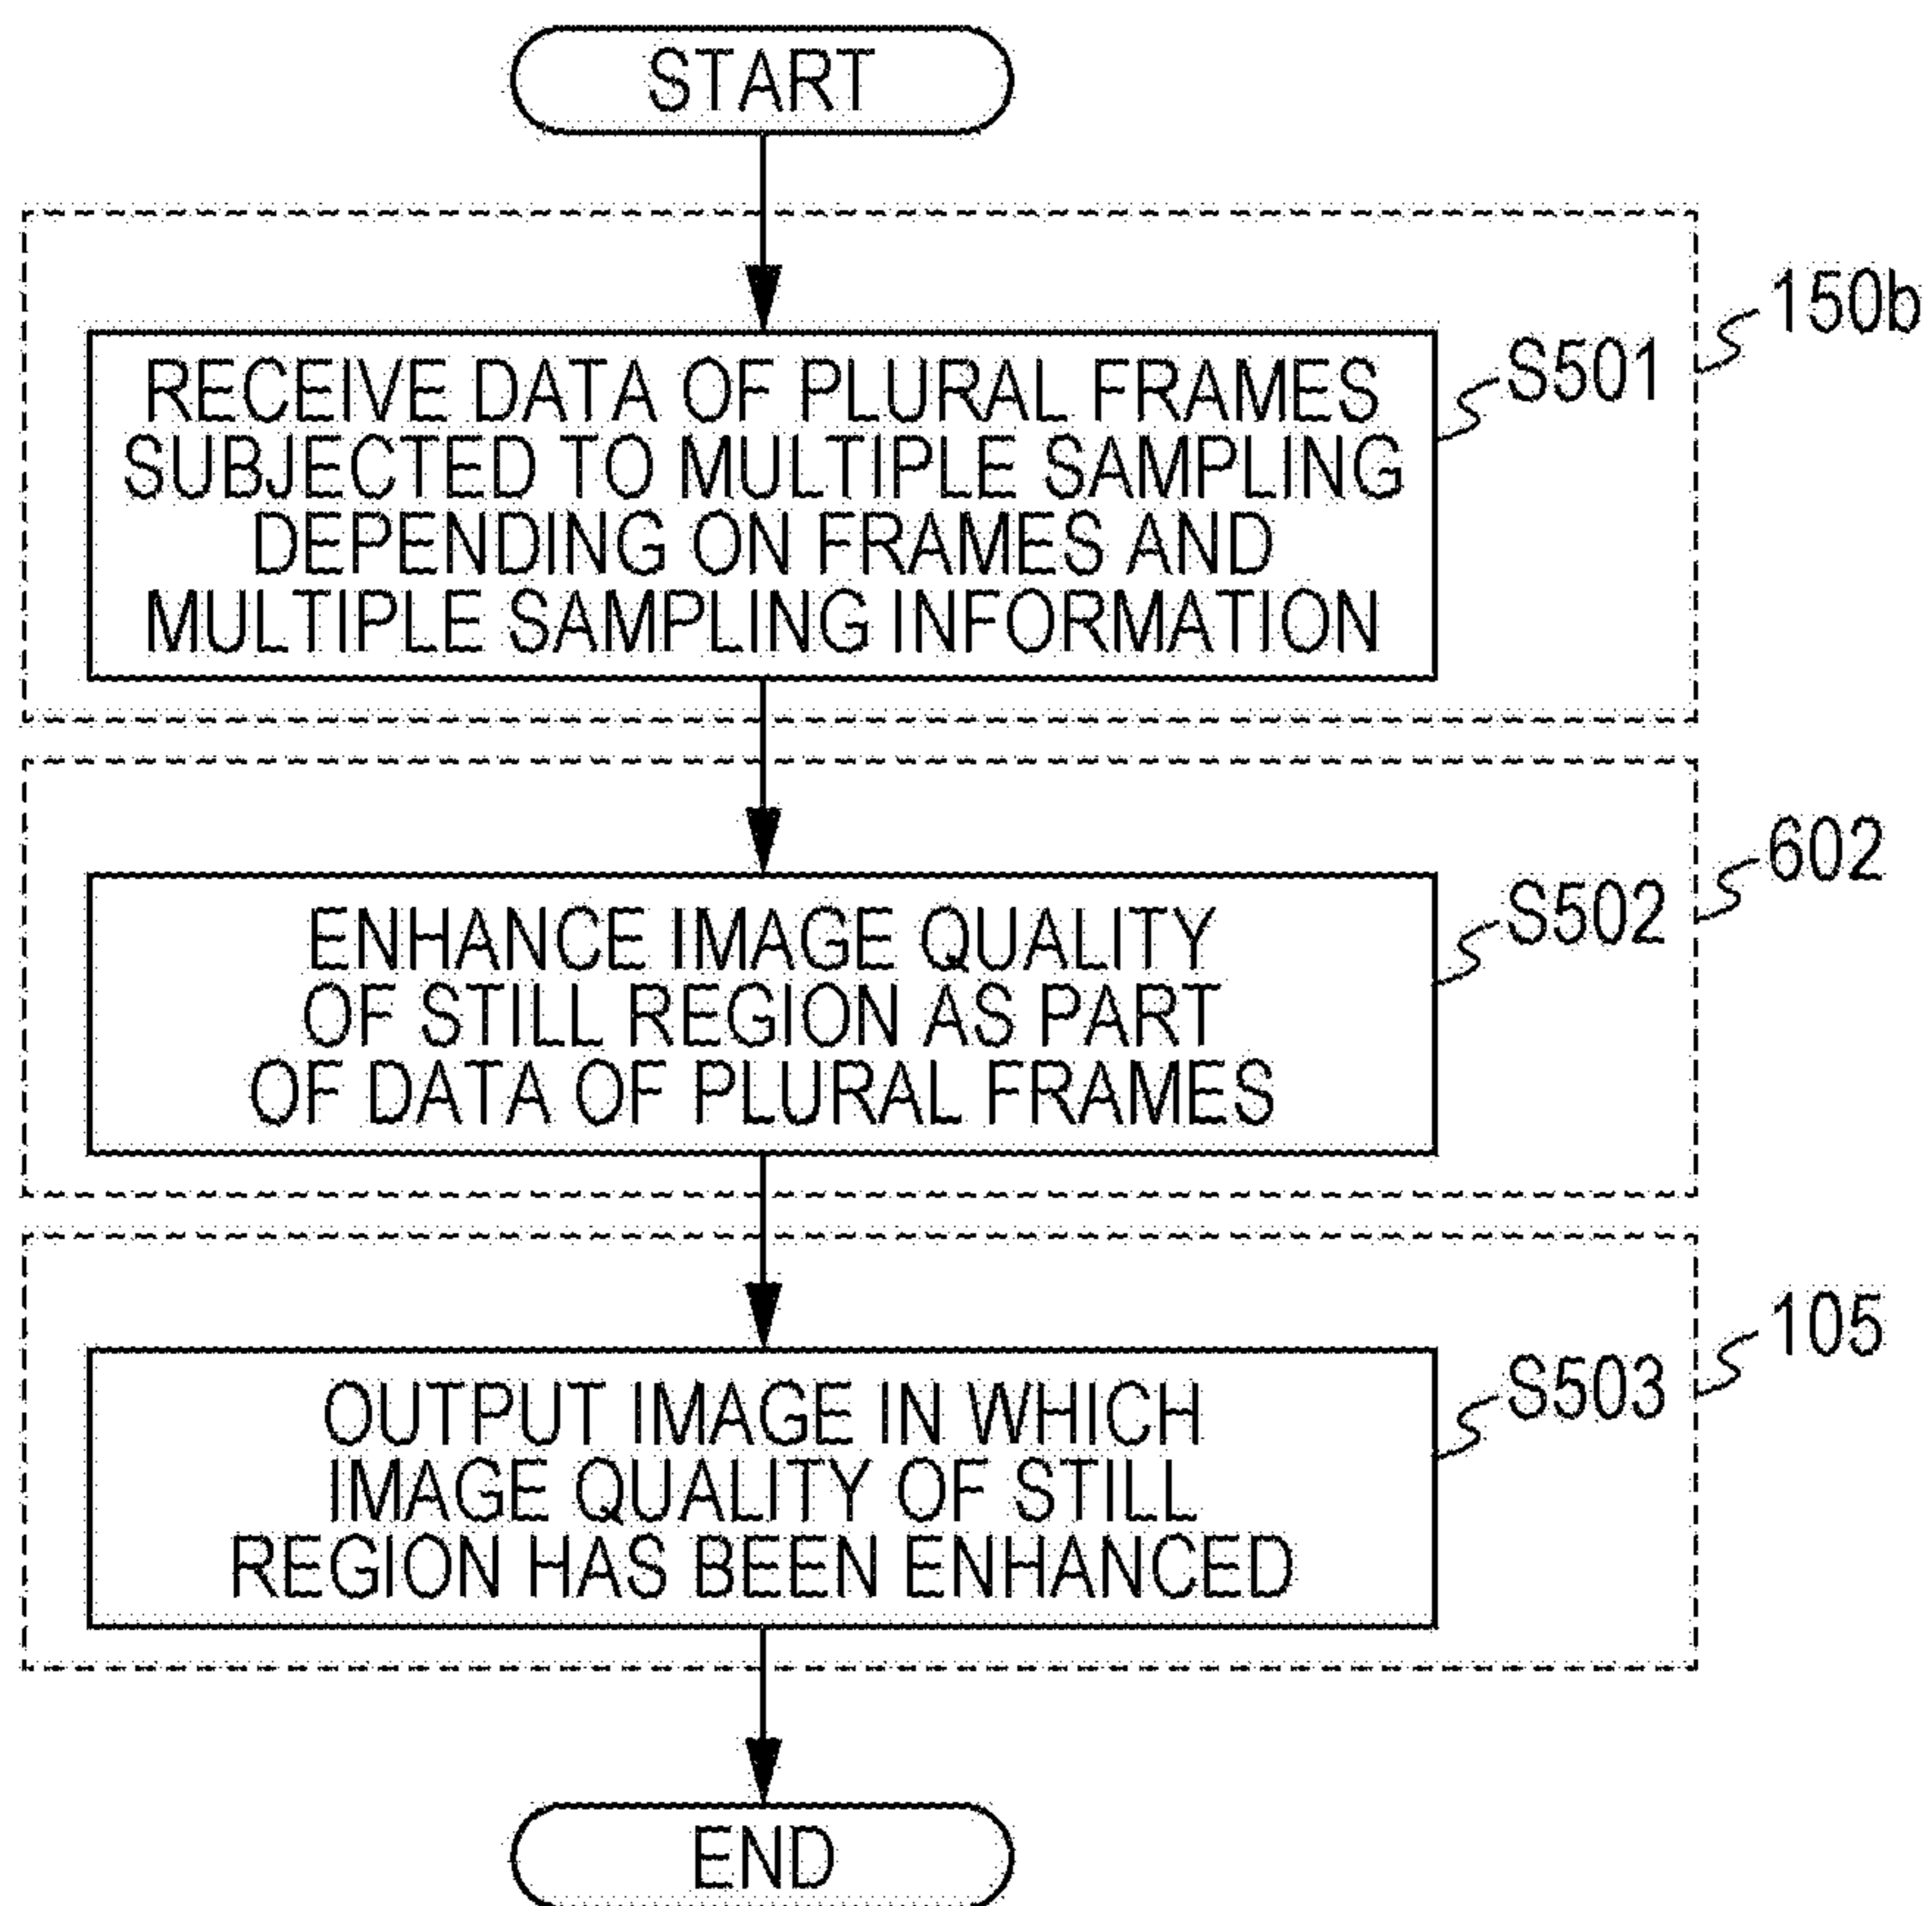 START
150b
RECEIVE DATA OF PLURAL FRAMES
SUBJECTED TO MULTIPLE SAMPLING
DEPENDING ON FRAMES AND
MULTIPLE SAMPLING INFORMATION
S501
602
ENHANCE IMAGE QUALITY
OF STILL REGION AS PART
OF DATA OF PLURAL FRAMES
S502
105
OUTPUT IMAGE IN WHICH
IMAGE QUALITY OF STILL
REGION HAS BEEN ENHANCED
S503
END